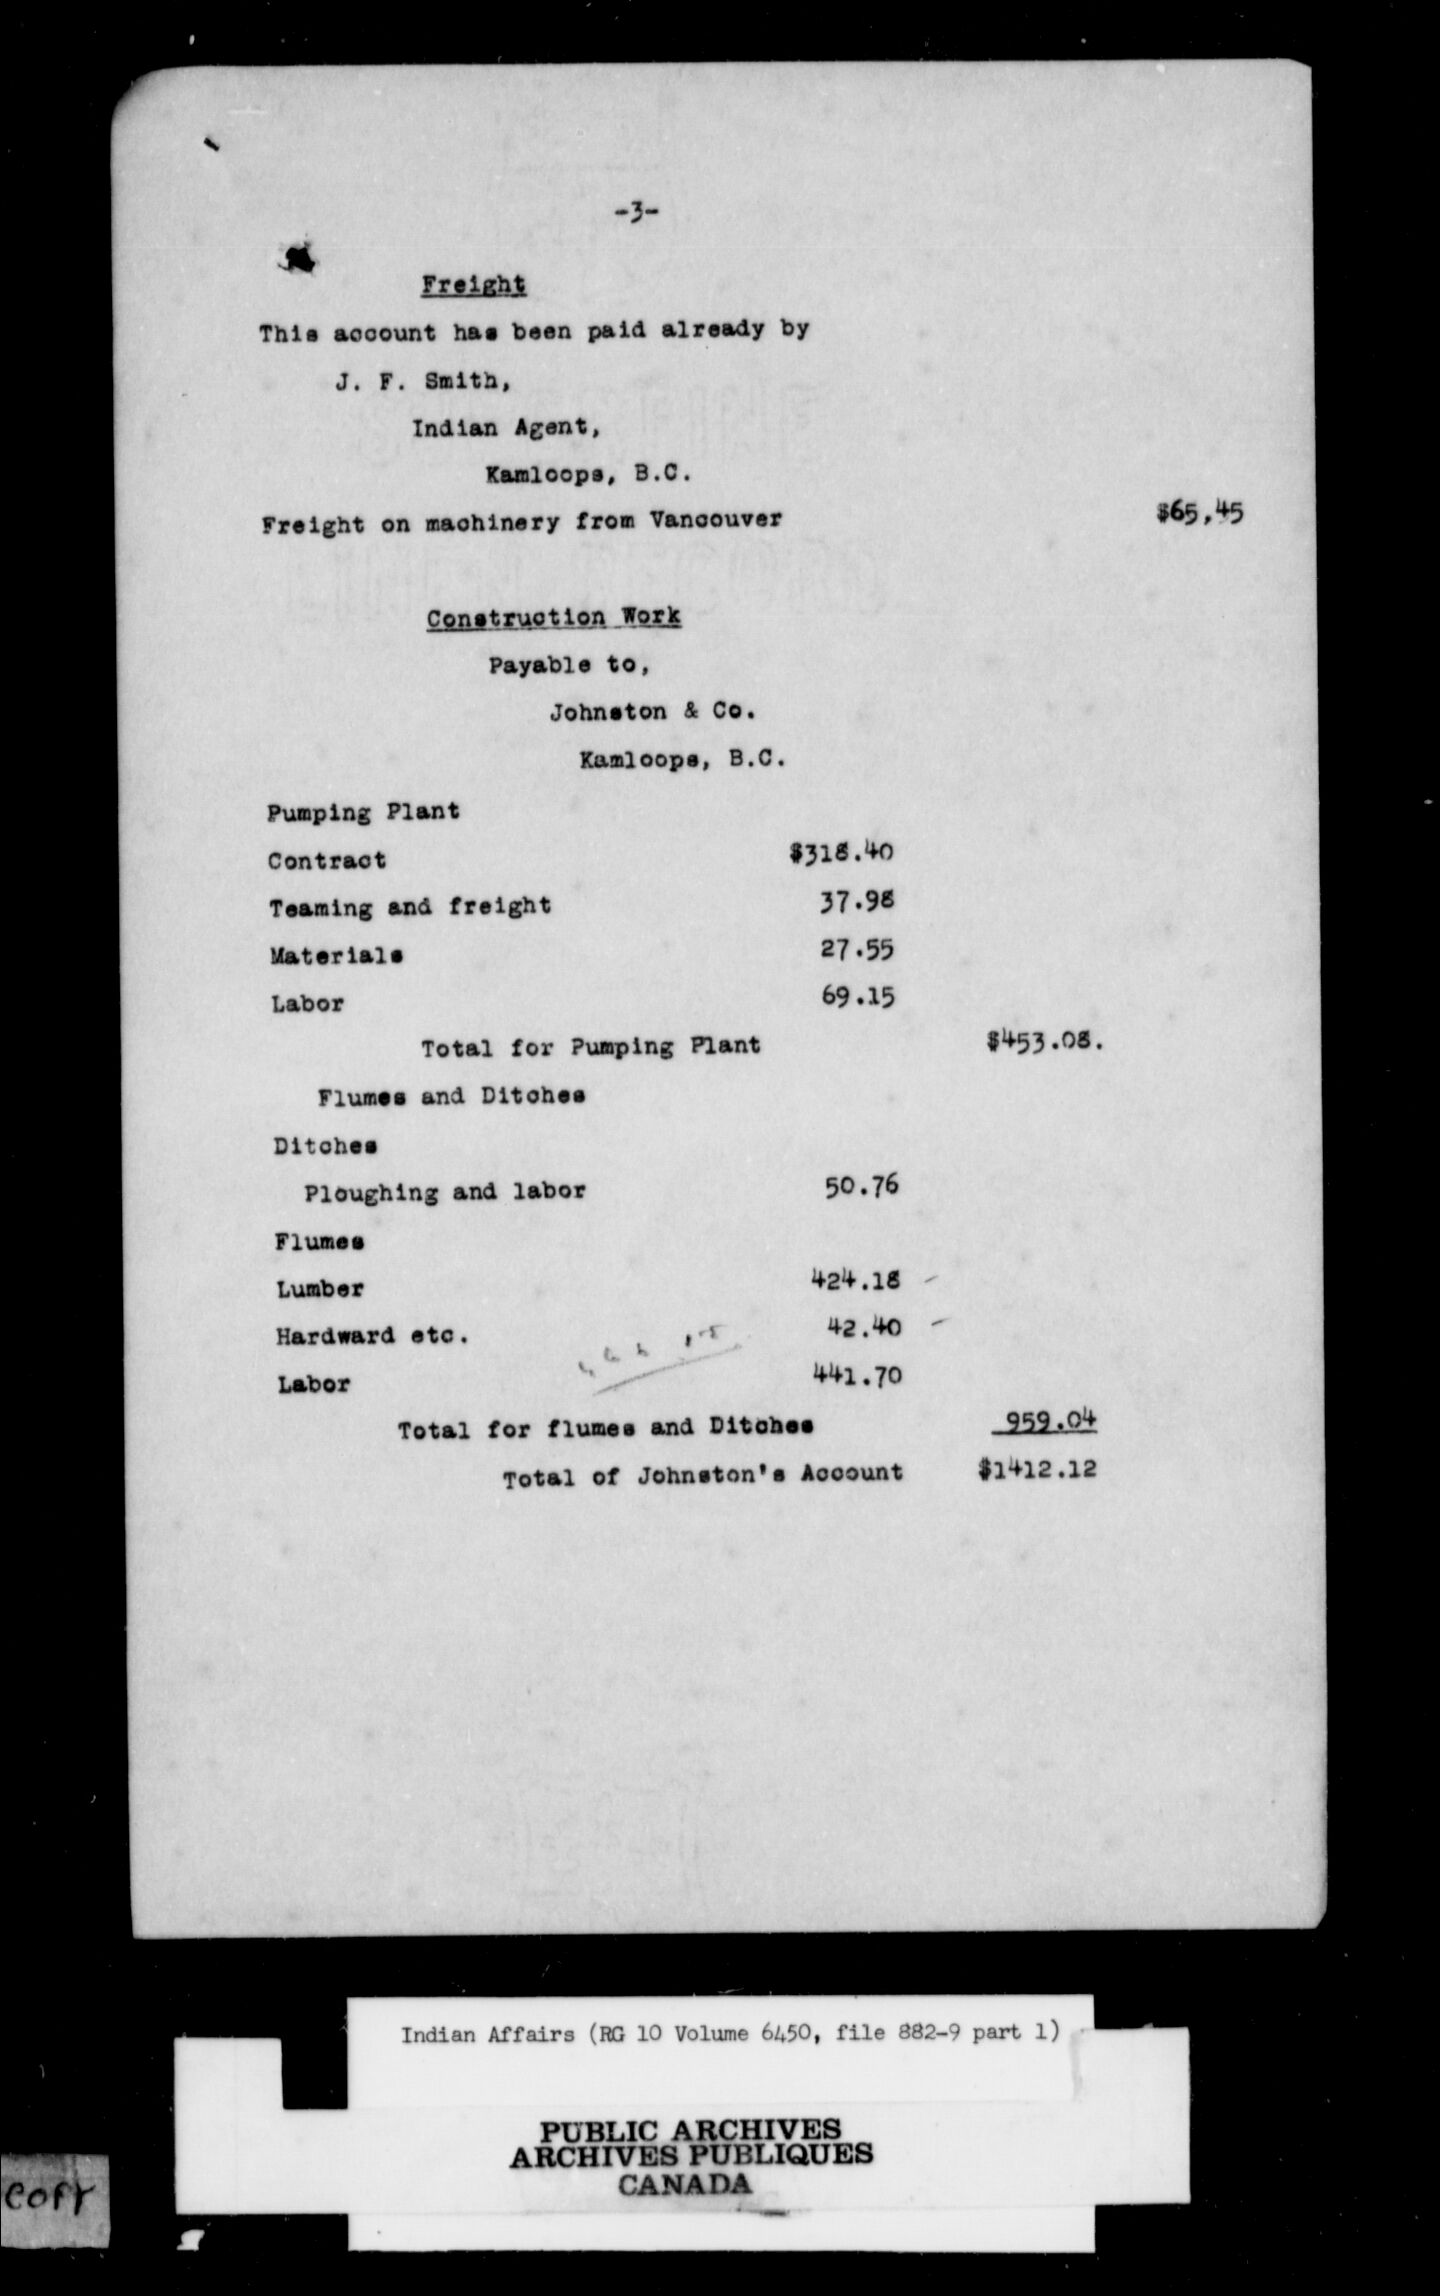 -3-
Freight
This account has been paid already by
J. F. Smith,
Indian Agent,
Kamloops, B.C.
Freight on machinery from Vancouver $65.45
Construction Work
Payable to,
Johnston & Co.
Kamloops, B.C.
Pumping Plant
Contract $318.40
Teaming and freight 37.98
Materials 27.55
Labor 69.15
Total for Pumping Plant $453.08.
Flumes and Ditches
Ditches
Ploughing and labor 50.76
Flumes
Lumber 424.18
Hardward etc. 42.40
Labor 441.70
Total for flumes and Ditches 959.04
Total of Johnston's Account $1412.12
Indian Affairs (RG 10 Volume 6450, file 882-9 part 1)
PUBLIC ARCHIVES
ARCHIVES PUBLIQUES
CANADA
COPY